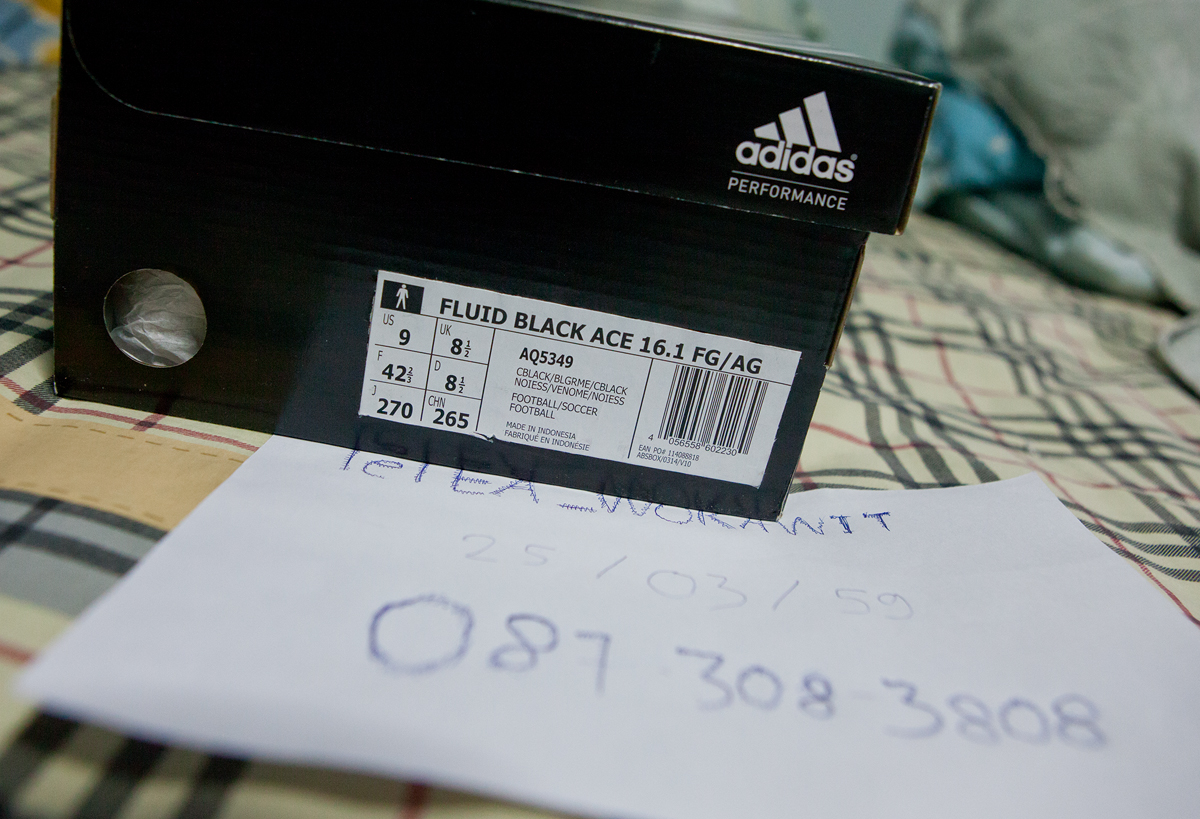 adidas®
PERFORMANCE
FLUID BLACK ACE 16.1 FG/AG
US 9 UK 8½
F 42⅔ D 8½
J 270 CHN 265
AQ5349
CBLACK/BLGRME/CBLACK
NOIESS/VENOME/NOIESS
FOOTBALL/SOCCER
FOOTBALL
MADE IN INDONESIA
FABRIQUÉ EN INDONÉSIE
4 056558 602230
EAN PO# 114088818
ABSBOX/0314/V10
25/03/59
087-308-3808